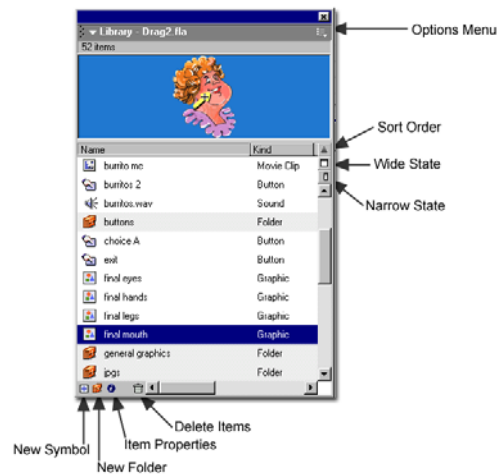 Library - Drag2.fla
Options Menu
52 items
Sort Order
Name Kind
Wide State
burrito mc Movie Clip
burritos 2 Button
Narrow State
burritos.wav Sound
buttons Folder
choice A Button
exit Button
final eyes Graphic
final hands Graphic
final legs Graphic
final mouth Graphic
general graphics Folder
jpgs Folder
Delete Items
Item Properties
New Symbol
New Folder